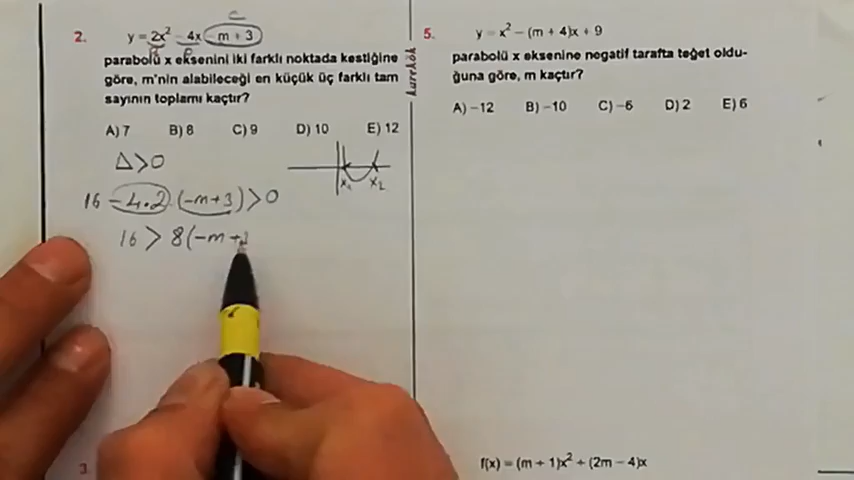 c
2. y = 2x² - 4x - m + 3
a b
parabolü x eksenini iki farklı noktada kestiğine
göre, m'nin alabileceği en küçük üç farklı tam
sayının toplamı kaçtır?
A) 7 B) 8 C) 9 D) 10 E) 12
Δ>0
x₁ x₂
16 - 4.2 (-m+3) > 0
16 > 8(-m+
karekök
3
5. y = x² - (m + 4)x + 9
parabolü x eksenine negatif tarafta teğet oldu-
ğuna göre, m kaçtır?
A) -12 B) -10 C) -6 D) 2 E) 6
f(x) = (m + 1)x² + (2m - 4)x